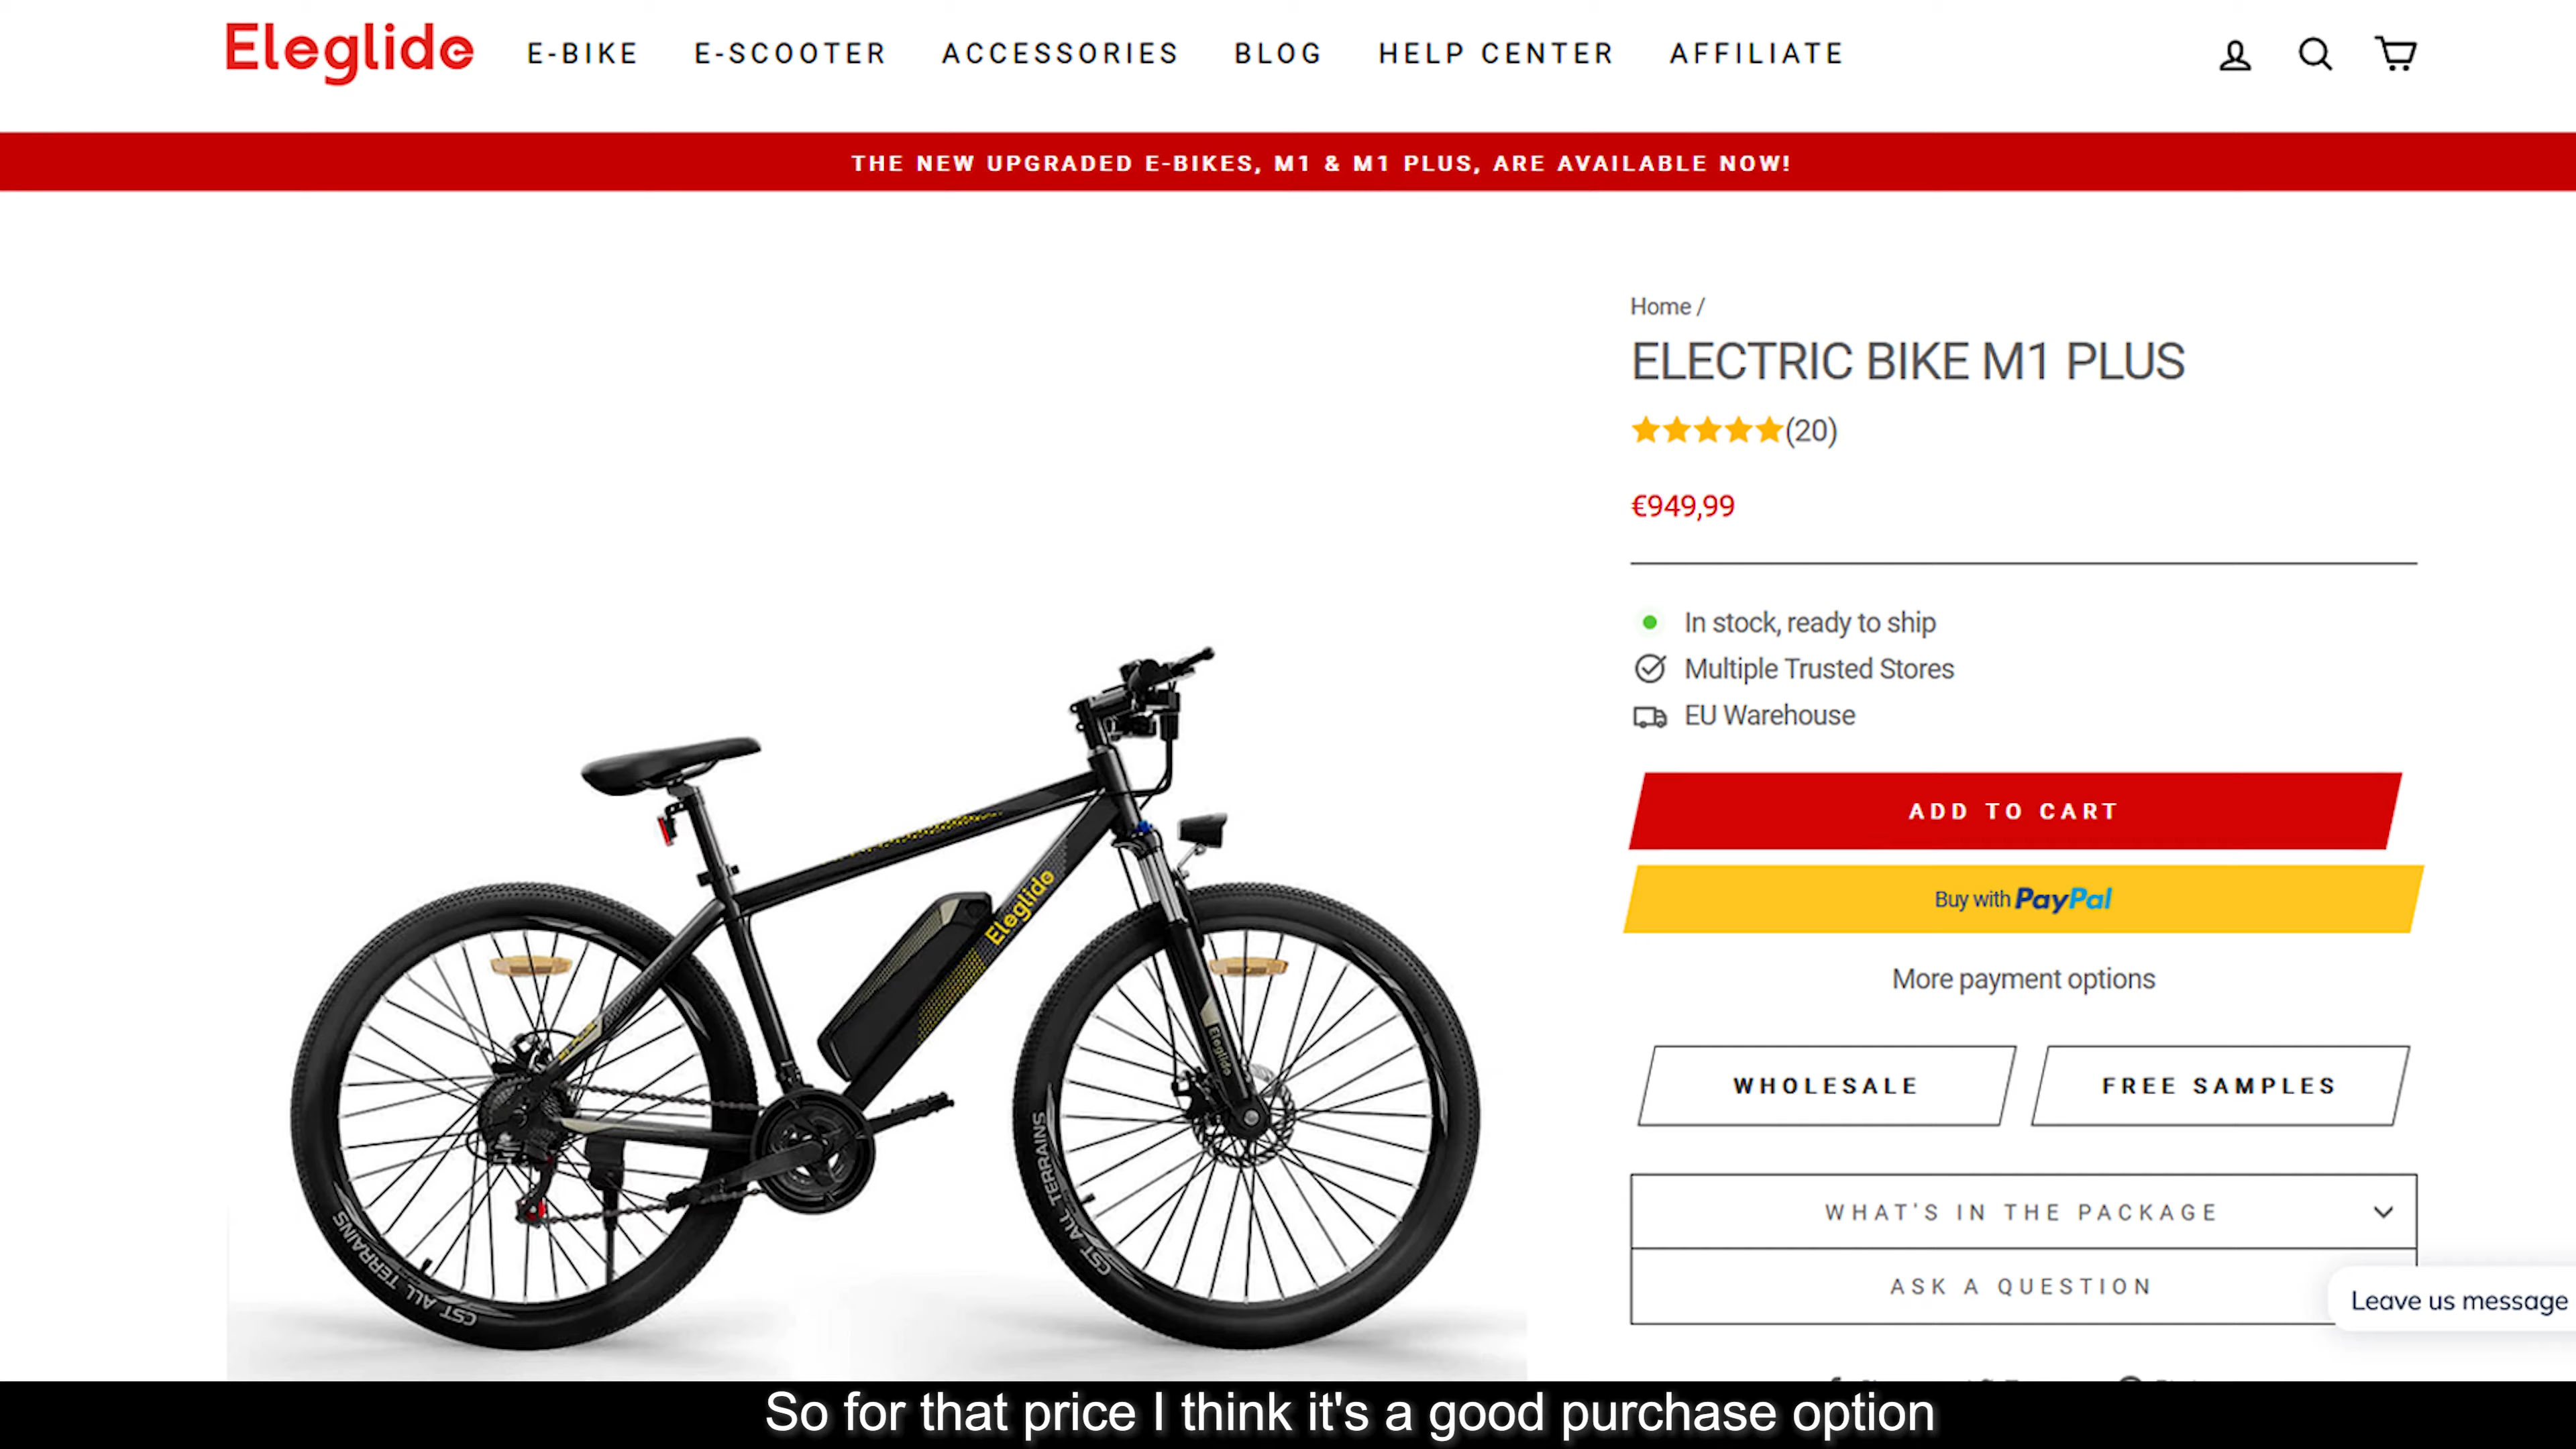 Eleglide
E-BIKE E-SCOOTER ACCESSORIES BLOG HELP CENTER AFFILIATE
THE NEW UPGRADED E-BIKES, M1 & M1 PLUS, ARE AVAILABLE NOW!
Home /
ELECTRIC BIKE M1 PLUS
(20)
€949,99
In stock, ready to ship
Multiple Trusted Stores
EU Warehouse
ADD TO CART
Buy with PayPal
More payment options
WHOLESALE
FREE SAMPLES
WHAT'S IN THE PACKAGE
ASK A QUESTION
Leave us message
Eleglide
Eleglide
CST ALL TERRAINS
CST ALL TERRAINS
So for that price I think it's a good purchase option